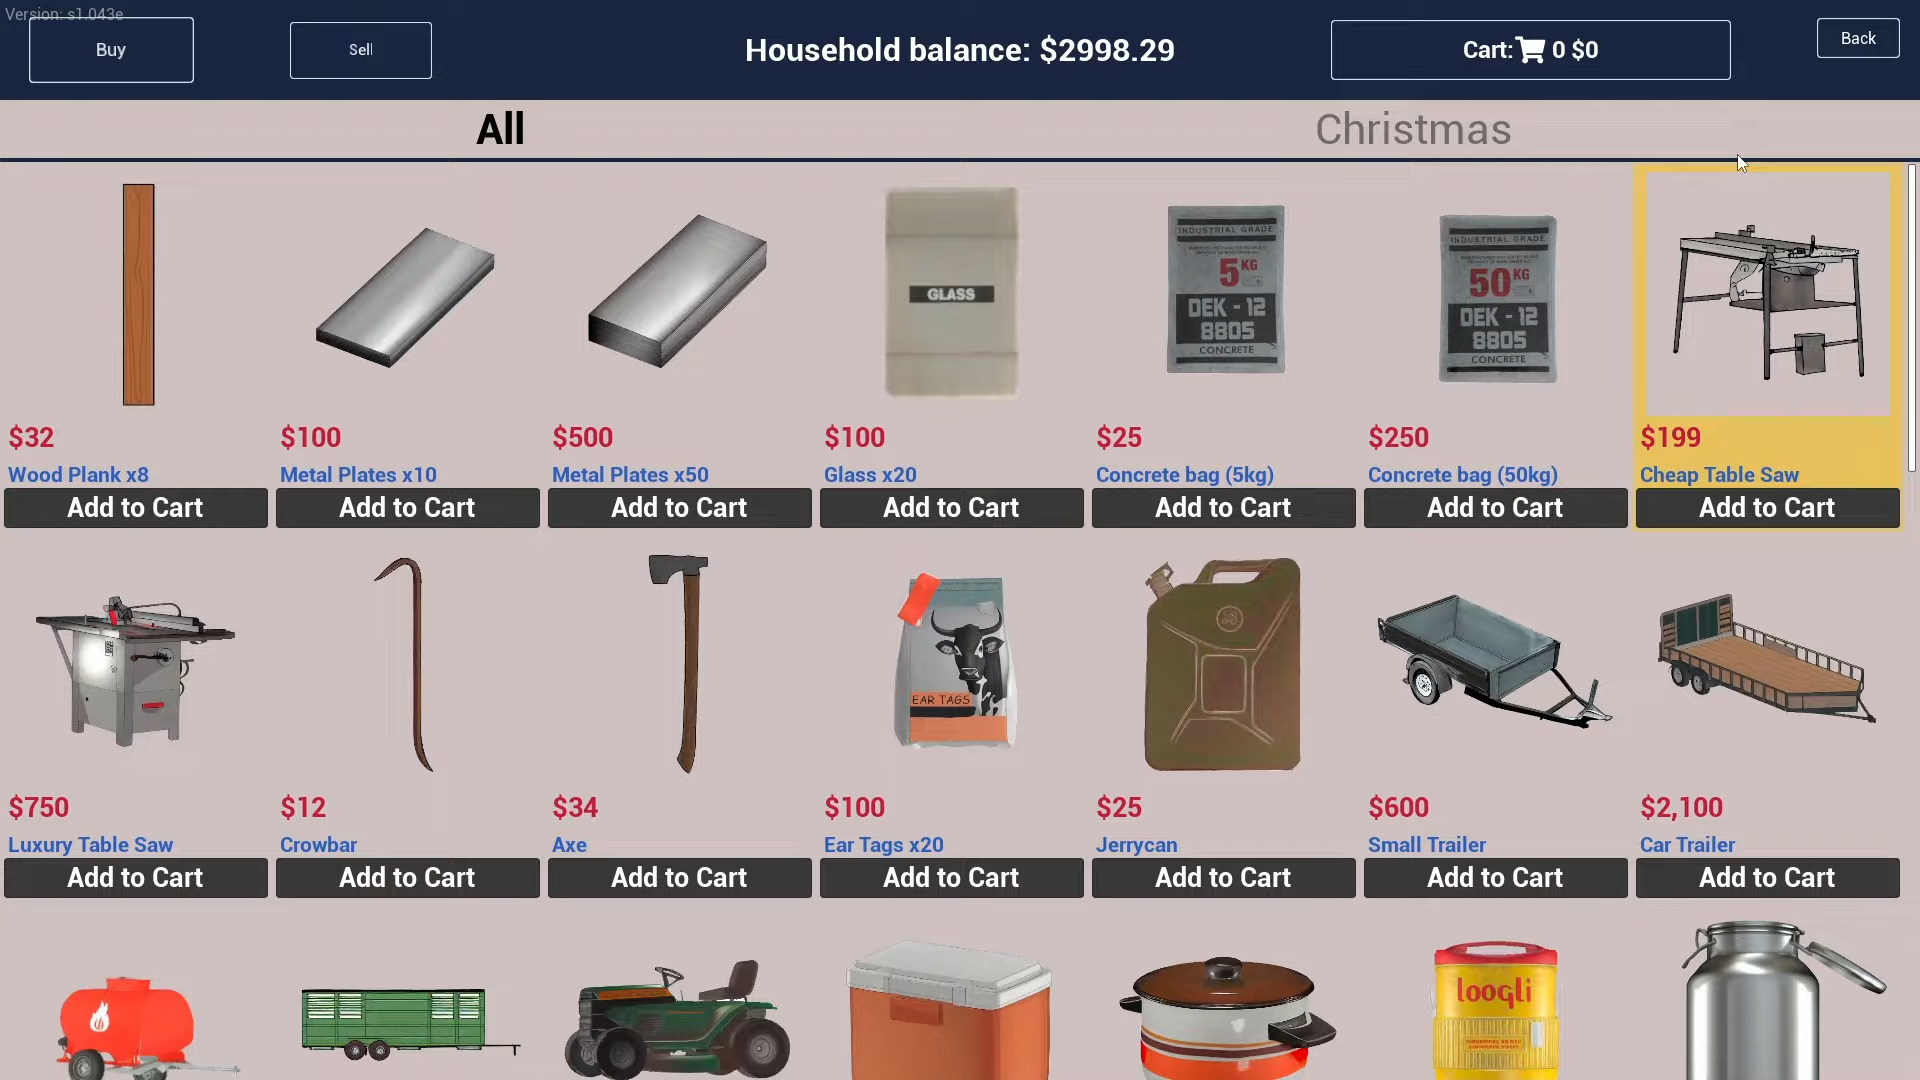 Version: s1.043e
Buy
Sell
Household balance: $2998.29
Cart: 0 $0
Back
All
Christmas
GLASS
INDUSTRIAL GRADE
5 KG
DEK - 12
8805
CONCRETE
INDUSTRIAL GRADE
50 KG
DEK - 12
8805
CONCRETE
$32
$100
$500
$100
$25
$250
$199
Wood Plank x8
Metal Plates x10
Metal Plates x50
Glass x20
Concrete bag (5kg)
Concrete bag (50kg)
Cheap Table Saw
Add to Cart
Add to Cart
Add to Cart
Add to Cart
Add to Cart
Add to Cart
Add to Cart
EAR TAGS
$750
$12
$34
$100
$25
$600
$2,100
Luxury Table Saw
Crowbar
Axe
Ear Tags x20
Jerrycan
Small Trailer
Car Trailer
Add to Cart
Add to Cart
Add to Cart
Add to Cart
Add to Cart
Add to Cart
Add to Cart
loogli